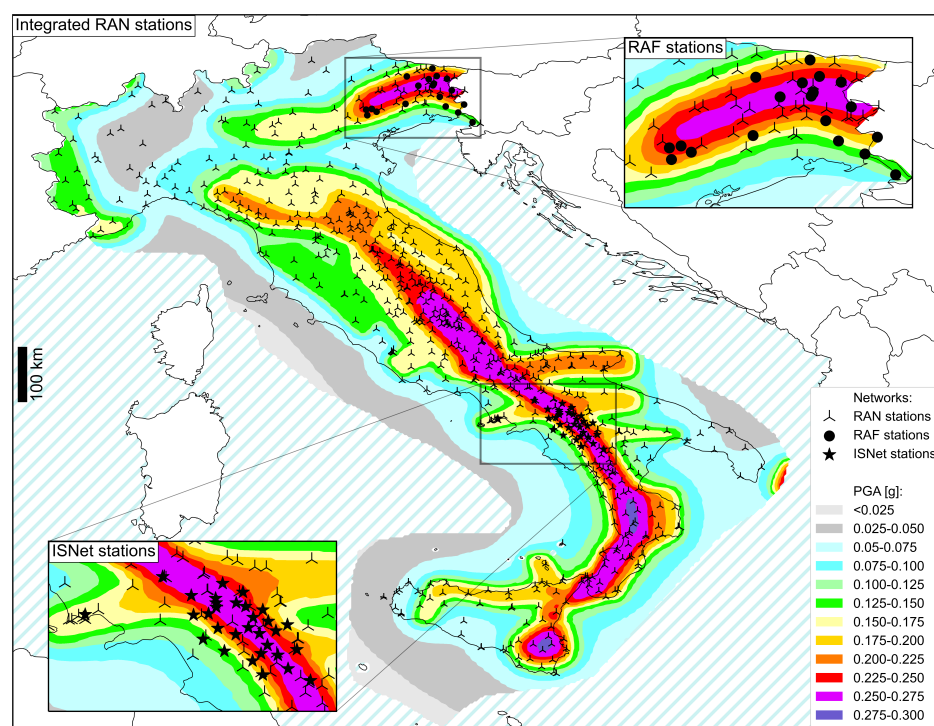 Integrated RAN stations
RAF stations
100 km
Networks:
RAN stations
RAF stations
ISNet stations
PGA [g]:
<0.025
0.025-0.050
0.05-0.075
0.075-0.100
0.100-0.125
0.125-0.150
0.150-0.175
0.175-0.200
0.200-0.225
0.225-0.250
0.250-0.275
0.275-0.300
ISNet stations